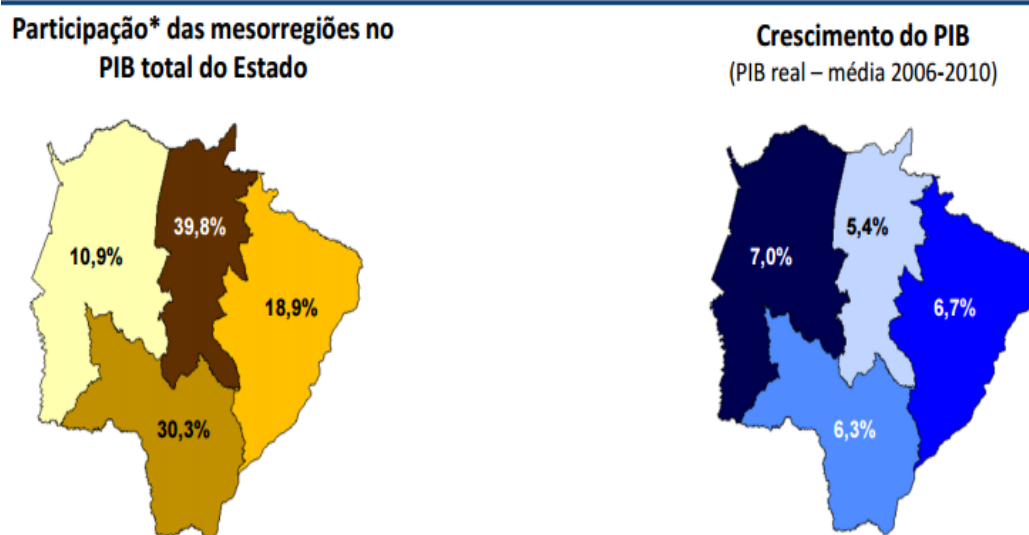 Participação* das mesorregiões no
PIB total do Estado
39,8%
10,9%
18,9%
30,3%
Crescimento do PIB
(PIB real – média 2006-2010)
5,4%
7,0%
6,7%
6,3%